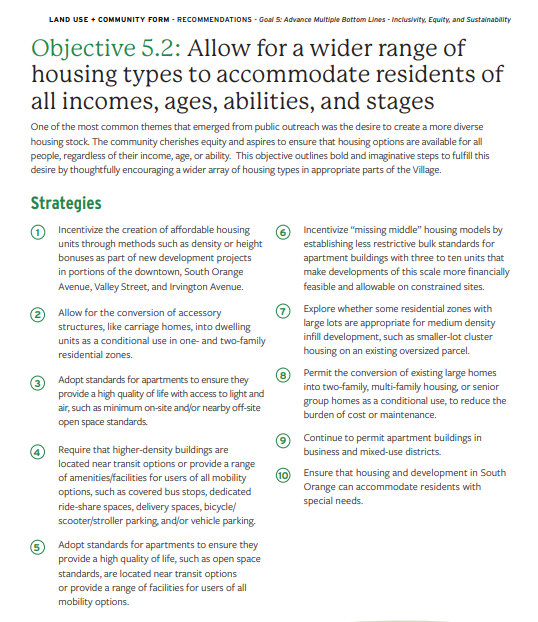 LAND USE + COMMUNITY FORM - RECOMMENDATIONS - Goal 5: Advance Multiple Bottom Lines - Inclusivity, Equity, and Sustainability
Objective 5.2: Allow for a wider range of
housing types to accommodate residents of
all incomes, ages, abilities, and stages
One of the most common themes that emerged from public outreach was the desire to create a more diverse
housing stock. The community cherishes equity and aspires to ensure that housing options are available for all
people, regardless of their income, age, or ability. This objective outlines bold and imaginative steps to fulfill this
desire by thoughtfully encouraging a wider array of housing types in appropriate parts of the Village.
Strategies
1 Incentivize the creation of affordable housing
units through methods such as density or height
bonuses as part of new development projects
in portions of the downtown, South Orange
Avenue, Valley Street, and Irvington Avenue.
2 Allow for the conversion of accessory
structures, like carriage homes, into dwelling
units as a conditional use in one- and two-family
residential zones.
3 Adopt standards for apartments to ensure they
provide a high quality of life with access to light and
air, such as minimum on-site and/or nearby off-site
open space standards.
4 Require that higher-density buildings are
located near transit options or provide a range
of amenities/facilities for users of all mobility
options, such as covered bus stops, dedicated
ride-share spaces, delivery spaces, bicycle/
scooter/stroller parking, and/or vehicle parking.
5 Adopt standards for apartments to ensure they
provide a high quality of life, such as open space
standards, are located near transit options
or provide a range of facilities for users of all
mobility options.
6 Incentivize “missing middle” housing models by
establishing less restrictive bulk standards for
apartment buildings with three to ten units that
make developments of this scale more financially
feasible and allowable on constrained sites.
7 Explore whether some residential zones with
large lots are appropriate for medium density
infill development, such as smaller-lot cluster
housing on an existing oversized parcel.
8 Permit the conversion of existing large homes
into two-family, multi-family housing, or senior
group homes as a conditional use, to reduce the
burden of cost or maintenance.
9 Continue to permit apartment buildings in
business and mixed-use districts.
10 Ensure that housing and development in South
Orange can accommodate residents with
special needs.